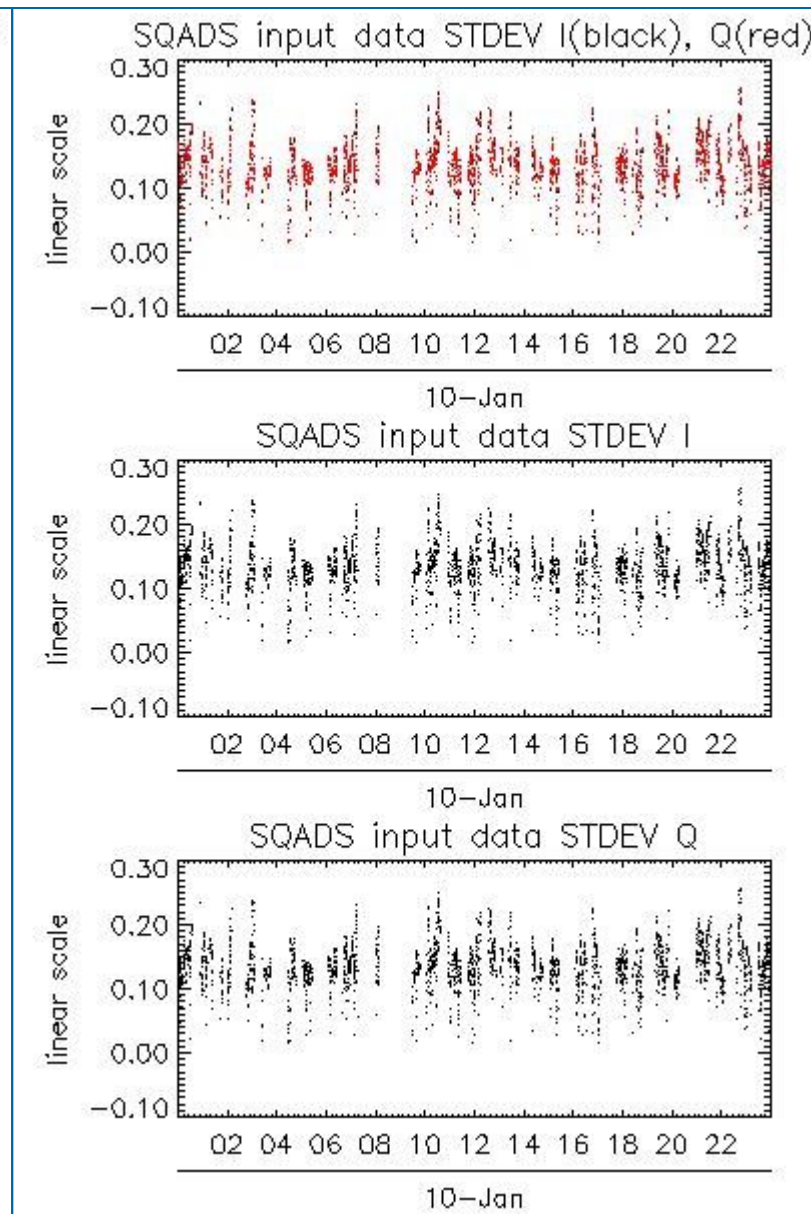 SQADS input data STDEV I(black), Q(red)
0.30
0.20
0.10
0.00
-0.10
linear scale
02 04 06 08 10 12 14 16 18 20 22
10-Jan
SQADS input data STDEV I
0.30
0.20
0.10
0.00
-0.10
linear scale
02 04 06 08 10 12 14 16 18 20 22
10-Jan
SQADS input data STDEV Q
0.30
0.20
0.10
0.00
-0.10
linear scale
02 04 06 08 10 12 14 16 18 20 22
10-Jan